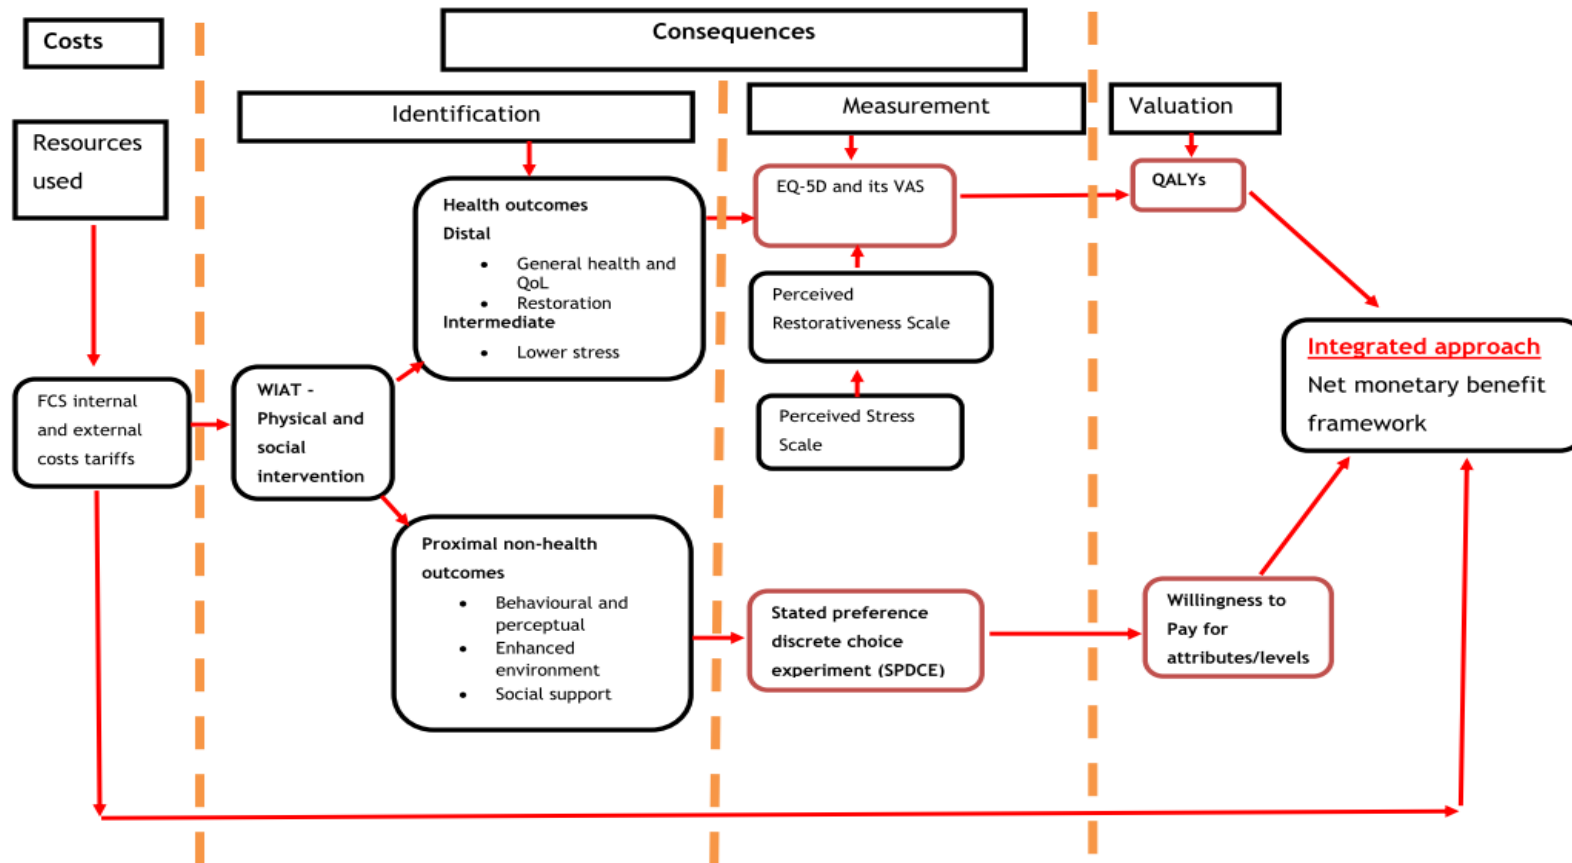 Costs
Consequences
Identification
Measurement
Valuation
Resources
used
FCS internal
and external
costs tariffs
WIAT -
Physical and
social
intervention
Health outcomes
Distal
• General health and
QoL
• Restoration
Intermediate
• Lower stress
Proximal non-health
outcomes
• Behavioural and
perceptual
• Enhanced
environment
• Social support
EQ-5D and its VAS
Perceived
Restorativeness Scale
Perceived Stress
Scale
Stated preference
discrete choice
experiment (SPDCE)
QALYs
Willingness to
Pay for
attributes/levels
Integrated approach
Net monetary benefit
framework